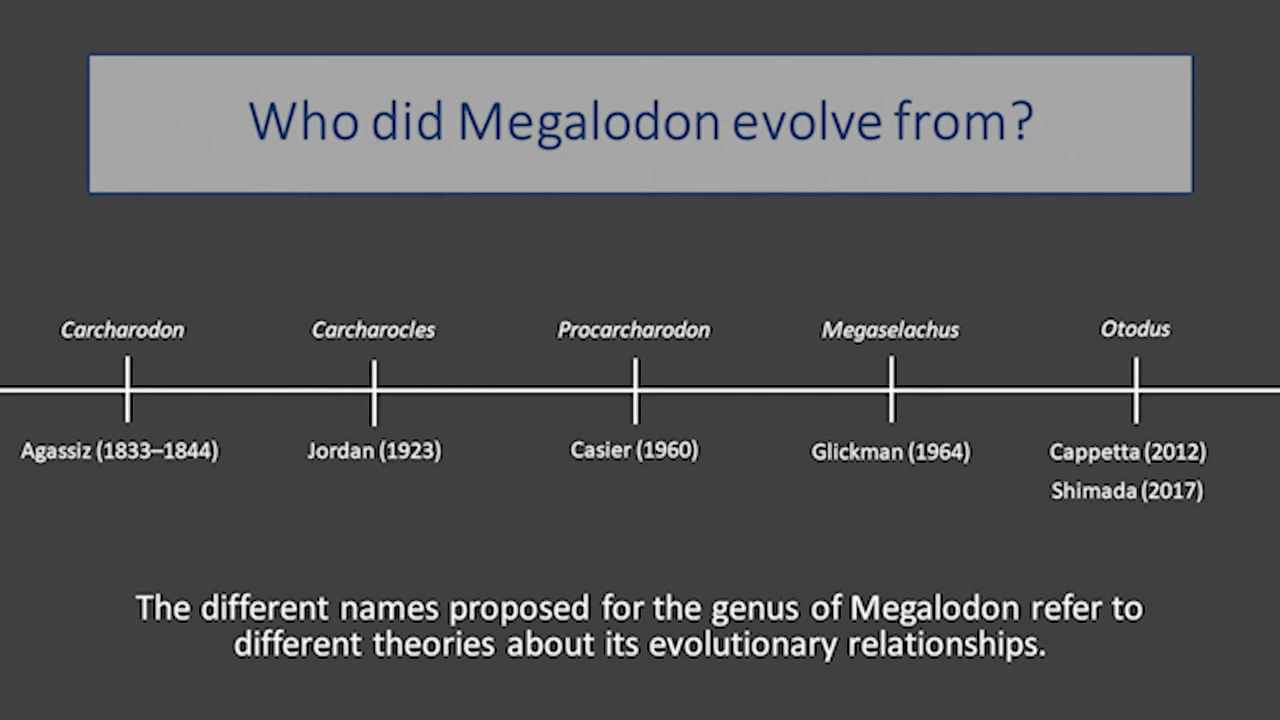 Who did Megalodon evolve from?
Carcharodon Carcharocles Procarcharodon Megaselachus Otodus
Agassiz (1833–1844) Jordan (1923) Casier (1960) Glickman (1964) Cappetta (2012)
Shimada (2017)
The different names proposed for the genus of Megalodon refer to
different theories about its evolutionary relationships.